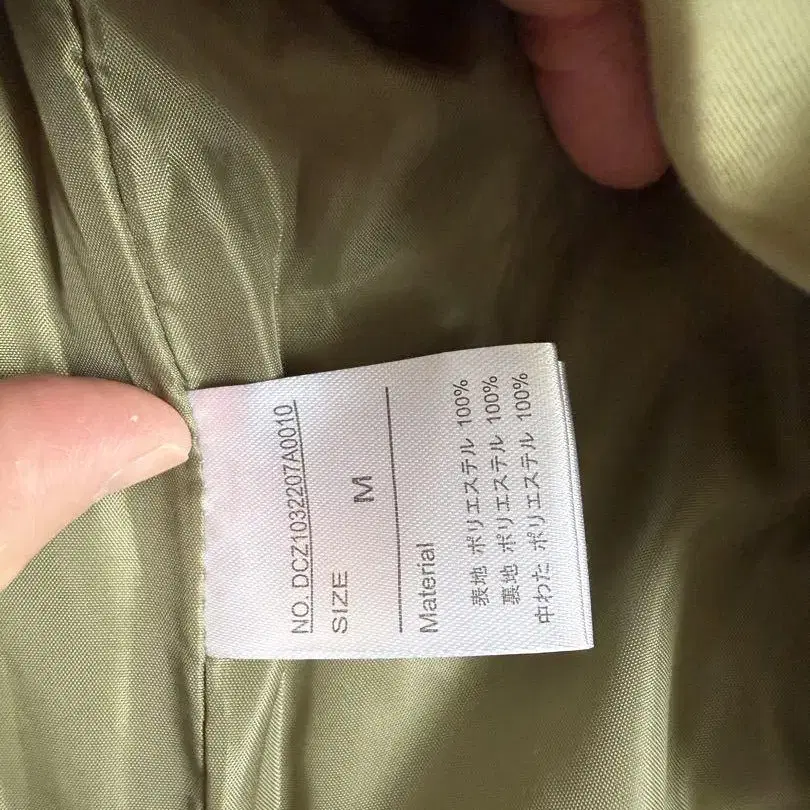 NO. DCZ1032207A0010
SIZE
M
Material
表地 ポリエステル 100%
裏地 ポリエステル 100%
中わた ポリエステル 100%